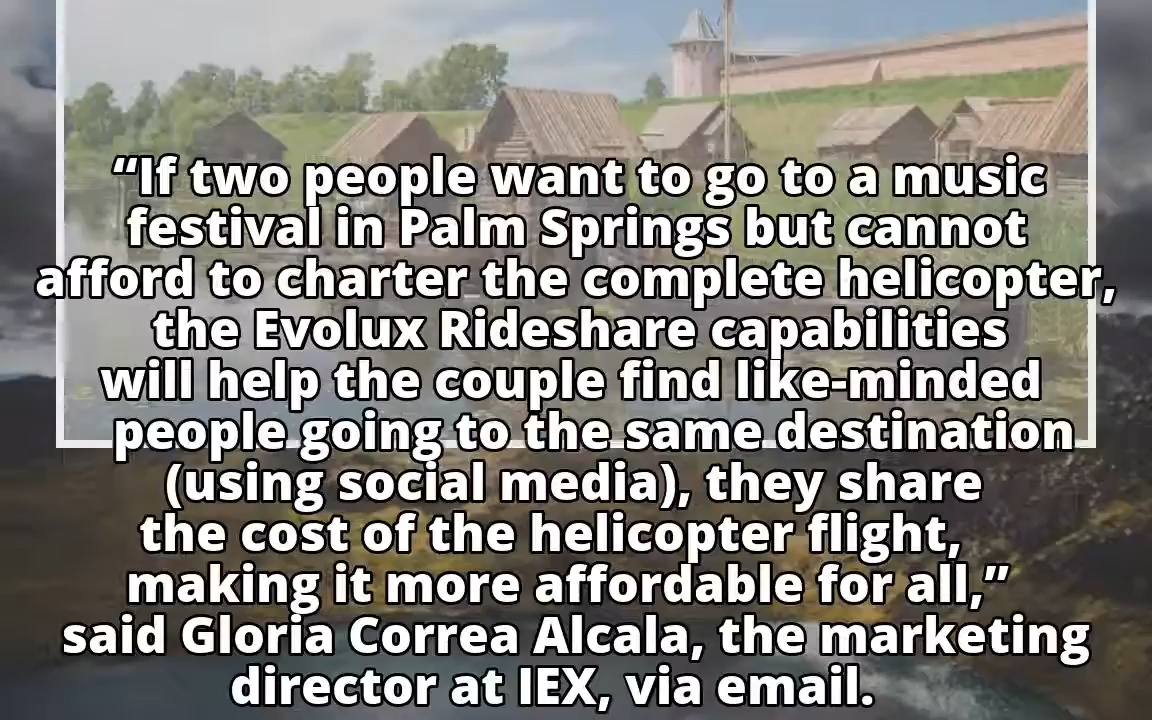 “If two people want to go to a music
festival in Palm Springs but cannot
afford to charter the complete helicopter,
the Evolux Rideshare capabilities
will help the couple find like-minded
people going to the same destination
(using social media), they share
the cost of the helicopter flight,
making it more affordable for all,”
said Gloria Correa Alcala, the marketing
director at IEX, via email.